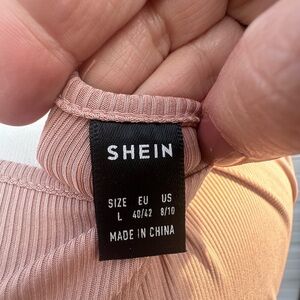 SHEIN
SIZE EU US
L 40/42 8/10
MADE IN CHINA